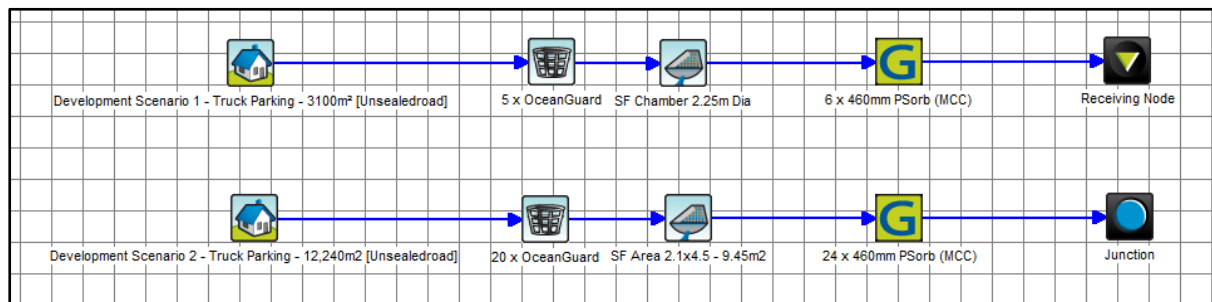 G
Development Scenario 1 - Truck Parking - 3100m² [Unsealedroad]
5 x OceanGuard
SF Chamber 2.25m Dia
6 x 460mm PSorb (MCC)
Receiving Node
G
Development Scenario 2 - Truck Parking - 12,240m2 [Unsealedroad]
20 x OceanGuard
SF Area 2.1x4.5 - 9.45m2
24 x 460mm PSorb (MCC)
Junction